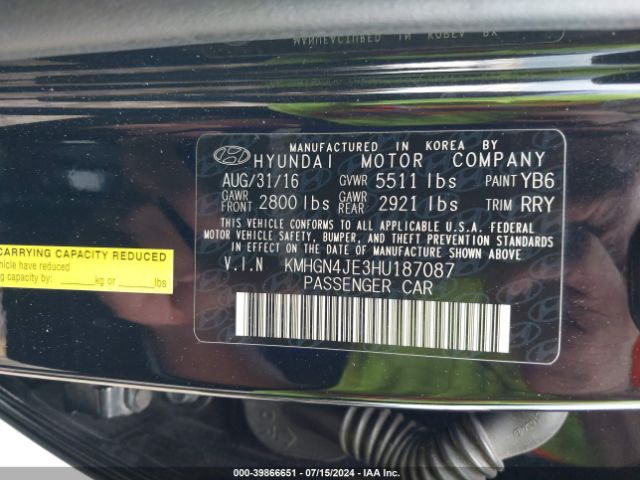 MANUFACTURED IN KOREA BY
HYUNDAI MOTOR COMPANY
AUG/31/16 GVWR 5511 lbs PAINT YB6
GAWR FRONT 2800 lbs GAWR REAR 2921 lbs TRIM RRY
THIS VEHICLE CONFORMS TO ALL APPLICABLE U.S.A. FEDERAL
MOTOR VEHICLE SAFETY, BUMPER, AND THEFT PREVENTION STANDARDS
IN EFFECT ON THE DATE OF MANUFACTURE SHOWN ABOVE.
V.I.N KMHGN4JE3HU187087
PASSENGER CAR
CARRYING CAPACITY REDUCED
hicle have reduced
ng capacity by: ______kg or ______lbs
000-39866651 - 07/15/2024 - IAA Inc.